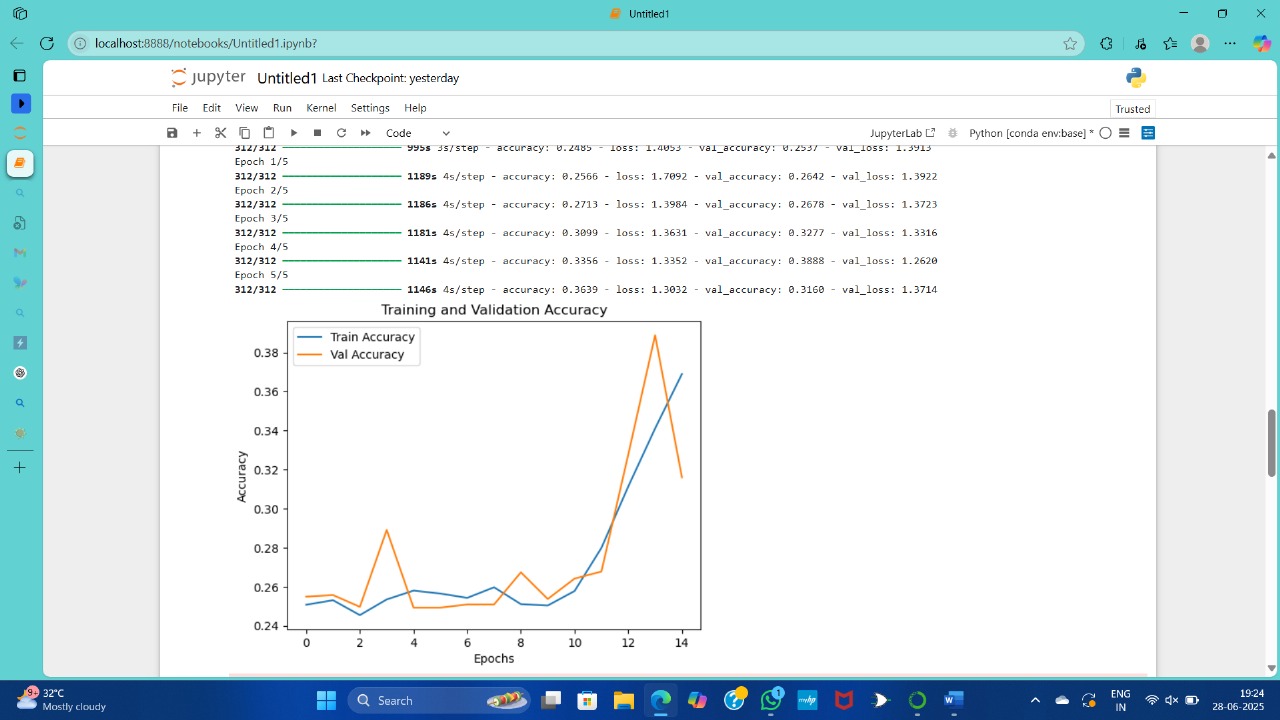 Untitled1
localhost:8888/notebooks/Untitled1.ipynb?
jupyter Untitled1 Last Checkpoint: yesterday
File Edit View Run Kernel Settings Help
Trusted
Code
JupyterLab Python [conda env:base] *
312/312 995s 3s/step - accuracy: 0.2485 - loss: 1.4053 - val_accuracy: 0.2537 - val_loss: 1.3913
Epoch 1/5
312/312 1189s 4s/step - accuracy: 0.2566 - loss: 1.7092 - val_accuracy: 0.2642 - val_loss: 1.3922
Epoch 2/5
312/312 1186s 4s/step - accuracy: 0.2713 - loss: 1.3984 - val_accuracy: 0.2678 - val_loss: 1.3723
Epoch 3/5
312/312 1181s 4s/step - accuracy: 0.3099 - loss: 1.3631 - val_accuracy: 0.3277 - val_loss: 1.3316
Epoch 4/5
312/312 1141s 4s/step - accuracy: 0.3356 - loss: 1.3352 - val_accuracy: 0.3888 - val_loss: 1.2620
Epoch 5/5
312/312 1146s 4s/step - accuracy: 0.3639 - loss: 1.3032 - val_accuracy: 0.3160 - val_loss: 1.3714
Training and Validation Accuracy
Train Accuracy
Val Accuracy
0.38
0.36
0.34
0.32
0.30
0.28
0.26
0.24
Accuracy
0 2 4 6 8 10 12 14
Epochs
9+
32°C
Mostly cloudy
Search
1
W
ENG
IN
19:24
28-06-2025